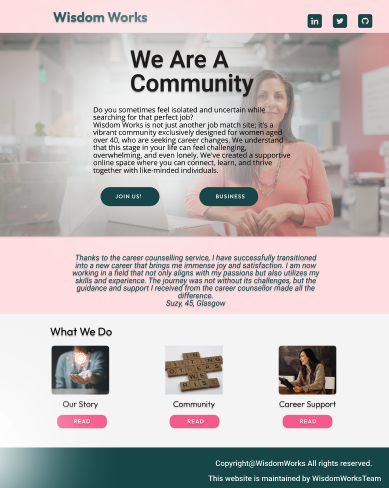 Wisdom Works
We Are A
Community
Do you sometimes feel isolated and uncertain while
searching for that perfect job?
Wisdom Works is not just another job match site; it's a
vibrant community exclusively designed for women aged
over 40, who are seeking career changes. We understand
that this stage in your life can feel challenging,
overwhelming, and even lonely. We've created a supportive
online space where you can connect, learn, and thrive
together with like-minded individuals.
JOIN US! BUSINESS
Thanks to the career counselling service, I have successfully transitioned
into a new career that brings me immense joy and satisfaction. I am now
working in a field that not only aligns with my passions but also utilizes my
skills and experience. The journey was not without its challenges, but the
guidance and support I received from the career counsellor made all the
difference.
Suzy, 45, Glasgow
What We Do
Our Story Community Career Support
READ READ READ
Copyright@WisdomWorks All rights reserved.
This website is maintained by WisdomWorksTeam